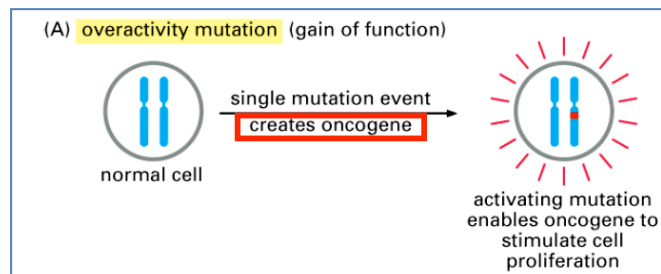 (A) overactivity mutation (gain of function)
single mutation event
creates oncogene
normal cell
activating mutation
enables oncogene to
stimulate cell
proliferation